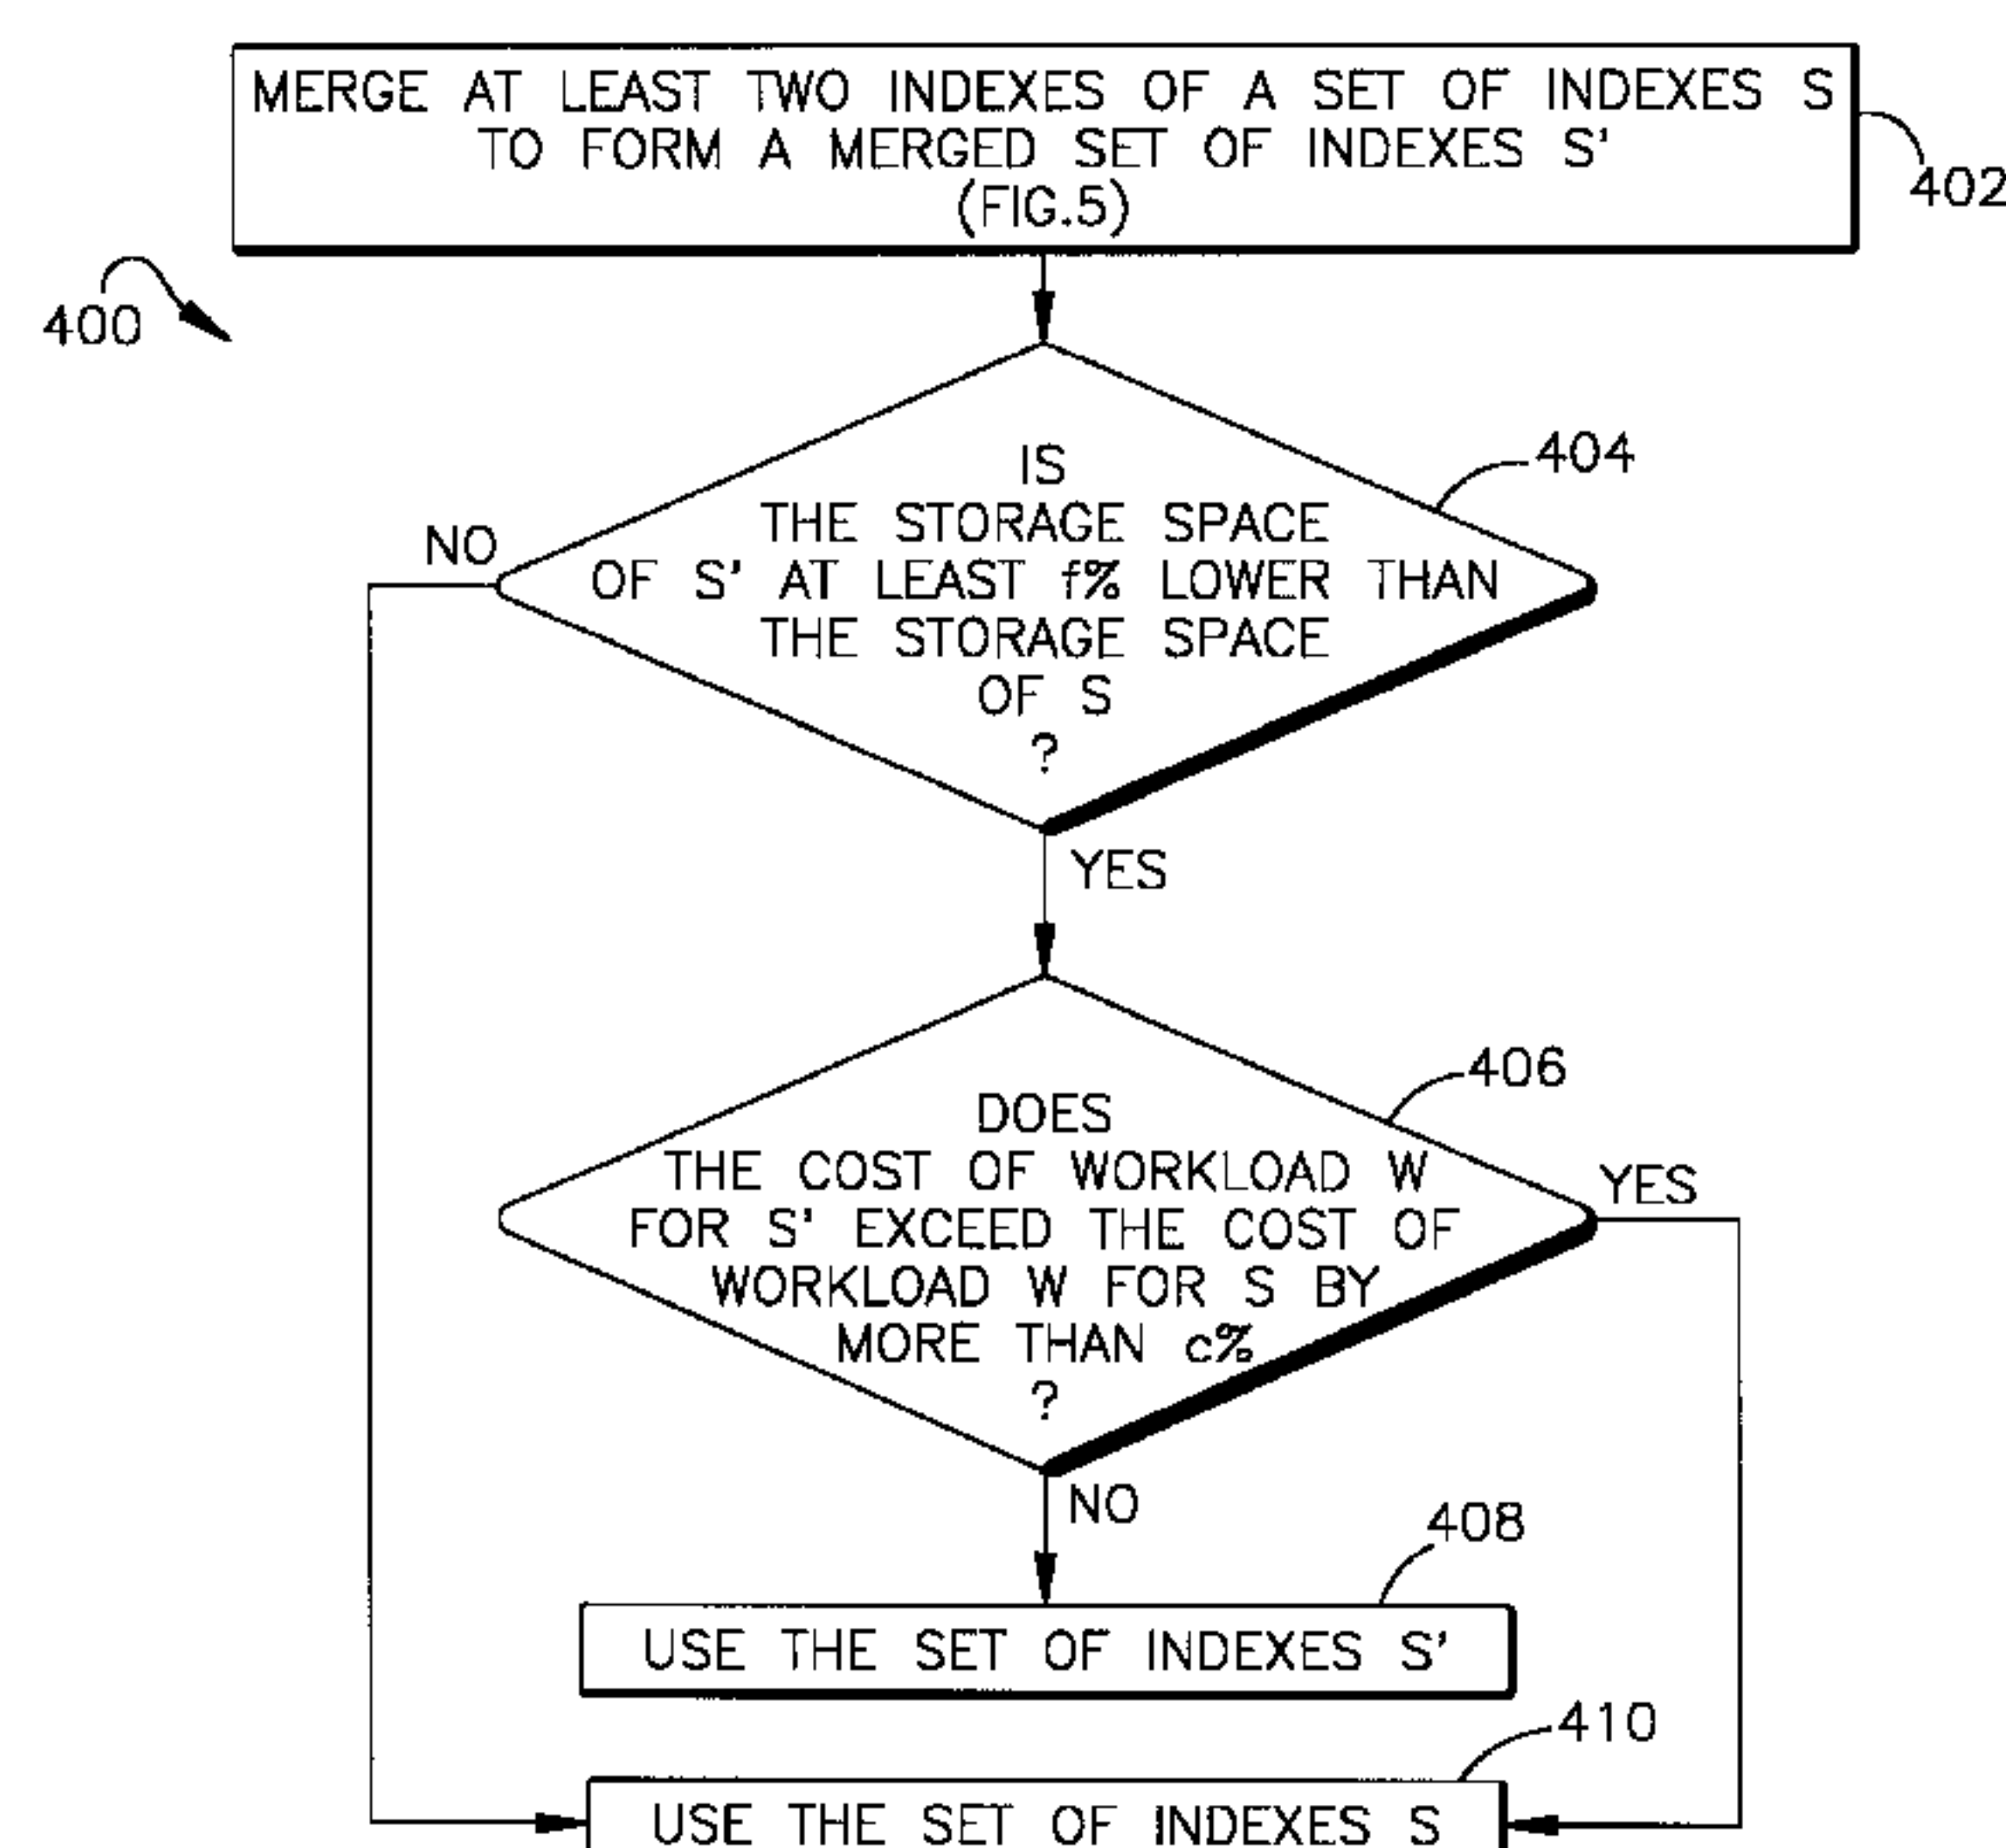 MERGE AT LEAST TWO INDEXES OF A SET OF INDEXES S
TO FORM A MERGED SET OF INDEXES S'
(FIG.5)
402
400
IS
THE STORAGE SPACE
OF S' AT LEAST f% LOWER THAN
THE STORAGE SPACE
OF S
?
404
NO
YES
DOES
THE COST OF WORKLOAD W
FOR S' EXCEED THE COST OF
WORKLOAD W FOR S BY
MORE THAN c%
?
406
YES
NO
408
USE THE SET OF INDEXES S'
410
USE THE SET OF INDEXES S